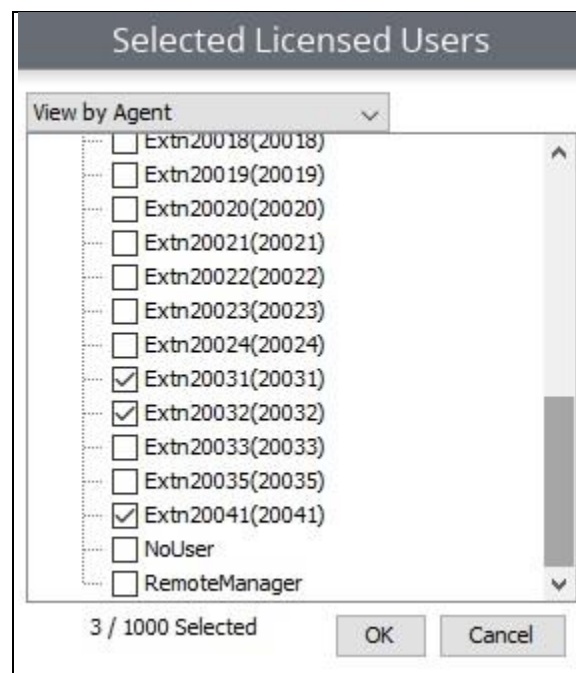 Selected Licensed Users
View by Agent
Extn20018(20018)
Extn20019(20019)
Extn20020(20020)
Extn20021(20021)
Extn20022(20022)
Extn20023(20023)
Extn20024(20024)
Extn20031(20031)
Extn20032(20032)
Extn20033(20033)
Extn20035(20035)
Extn20041(20041)
NoUser
RemoteManager
3 / 1000 Selected OK Cancel